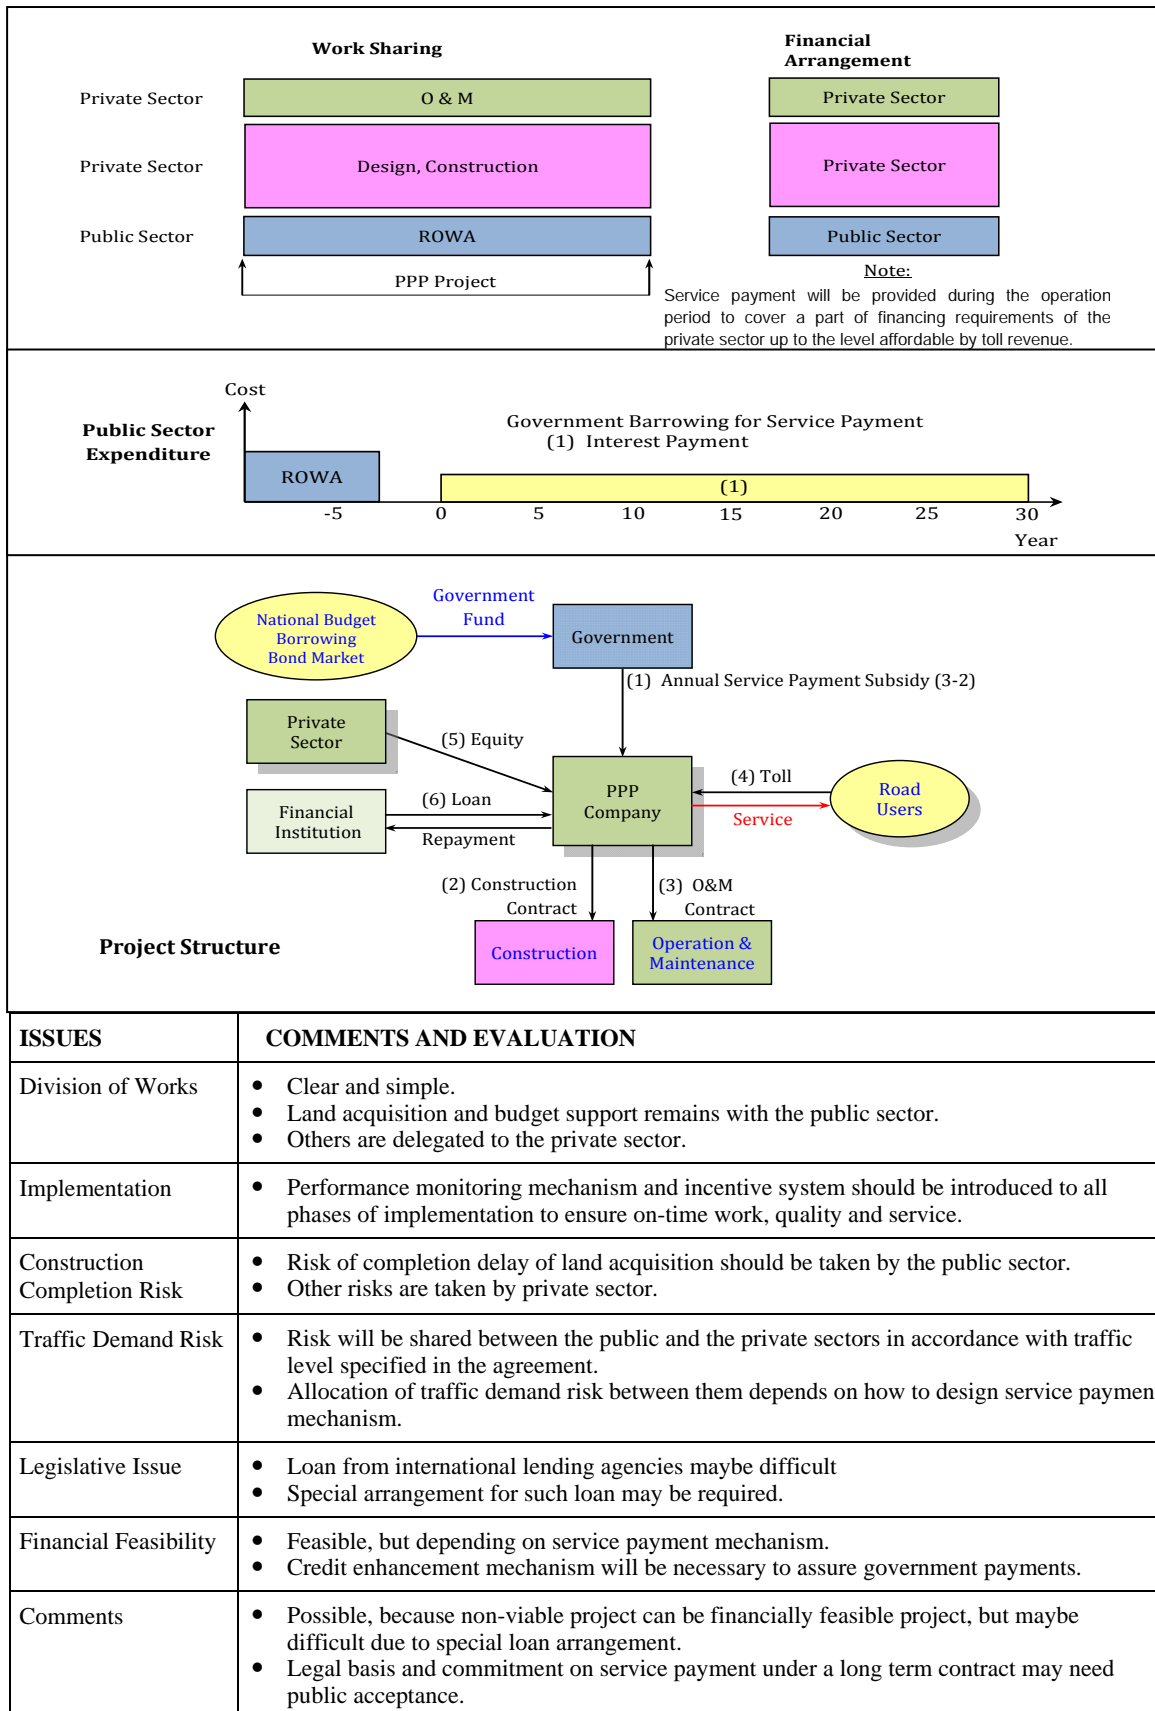 Work Sharing
Financial
Arrangement
Private Sector
O & M
Private Sector
Private Sector
Design, Construction
Private Sector
Public Sector
ROWA
Public Sector
PPP Project
Note:
Service payment will be provided during the operation
period to cover a part of financing requirements of the
private sector up to the level affordable by toll revenue.
Cost
Public Sector
Expenditure
Government Borrowing for Service Payment
(1) Interest Payment
ROWA
(1)
-5 0 5 10 15 20 25 30
Year
National Budget
Borrowing
Bond Market
Government
Fund
Government
(1) Annual Service Payment Subsidy (3-2)
Private
Sector
(5) Equity
PPP
Company
(4) Toll
Service
Road
Users
Financial
Institution
(6) Loan
Repayment
(2) Construction
Contract
(3) O&M
Contract
Project Structure
Construction
Operation &
Maintenance
ISSUES COMMENTS AND EVALUATION
Division of Works
• Clear and simple.
• Land acquisition and budget support remains with the public sector.
• Others are delegated to the private sector.
Implementation
• Performance monitoring mechanism and incentive system should be introduced to all
phases of implementation to ensure on-time work, quality and service.
Construction
Completion Risk
• Risk of completion delay of land acquisition should be taken by the public sector.
• Other risks are taken by private sector.
Traffic Demand Risk
• Risk will be shared between the public and the private sectors in accordance with traffic
level specified in the agreement.
• Allocation of traffic demand risk between them depends on how to design service paymen
mechanism.
Legislative Issue
• Loan from international lending agencies maybe difficult
• Special arrangement for such loan may be required.
Financial Feasibility
• Feasible, but depending on service payment mechanism.
• Credit enhancement mechanism will be necessary to assure government payments.
Comments
• Possible, because non-viable project can be financially feasible project, but maybe
difficult due to special loan arrangement.
• Legal basis and commitment on service payment under a long term contract may need
public acceptance.